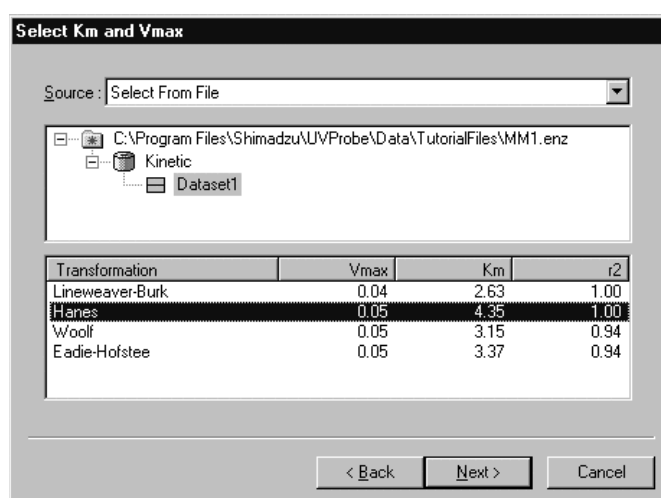 Select Km and Vmax
Source : Select From File
C:\Program Files\Shimadzu\UVProbe\Data\TutorialFiles\MM1.enz
Kinetic
Dataset1
Transformation Vmax Km r2
Lineweaver-Burk 0.04 2.63 1.00
Hanes 0.05 4.35 1.00
Woolf 0.05 3.15 0.94
Eadie-Hofstee 0.05 3.37 0.94
< Back Next > Cancel